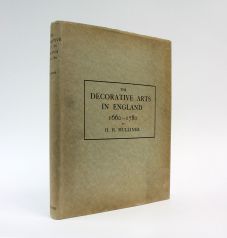 THE
DECORATIVE ARTS
IN ENGLAND
1660-1780
BY
H. H. MULLINER